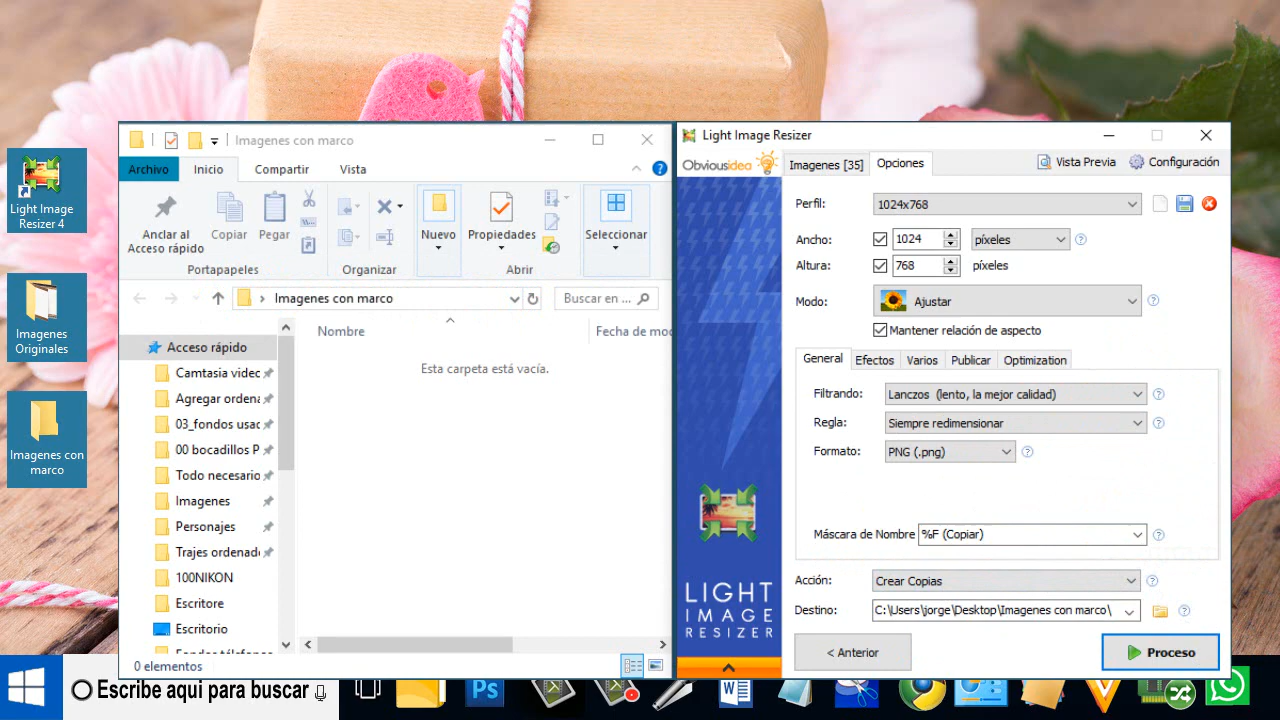 Light Image
Resizer 4
Imagenes
Originales
Imagenes con
marco
Imagenes con marco
Archivo
Inicio
Compartir
Vista
Anclar al
Acceso rápido
Copiar
Pegar
Nuevo
Propiedades
Seleccionar
Portapapeles
Organizar
Abrir
Imagenes con marco
Buscar en ...
Nombre
Fecha de moc
Esta carpeta está vacía.
Acceso rápido
Camtasia videc
Agregar ordena
03_fondos usac
00 bocadillos P
Todo necesario
Imagenes
Personajes
Trajes ordenado
100NIKON
Escritore
Escritorio
0 elementos
Light Image Resizer
Obviousidea
Imagenes [35]
Opciones
Vista Previa
Configuración
Perfil:
1024x768
Ancho:
1024
píxeles
Altura:
768
píxeles
Modo:
Ajustar
Mantener relación de aspecto
General
Efectos
Varios
Publicar
Optimization
Filtrando:
Lanczos (lento, la mejor calidad)
Regla:
Siempre redimensionar
Formato:
PNG (.png)
Máscara de Nombre
%F (Copiar)
Acción:
Crear Copias
Destino:
C:\Users\jorge\Desktop\Imagenes con marco\
< Anterior
Proceso
LIGHT
IMAGE
RESIZER
Escribe aqui para buscar
Ps
W